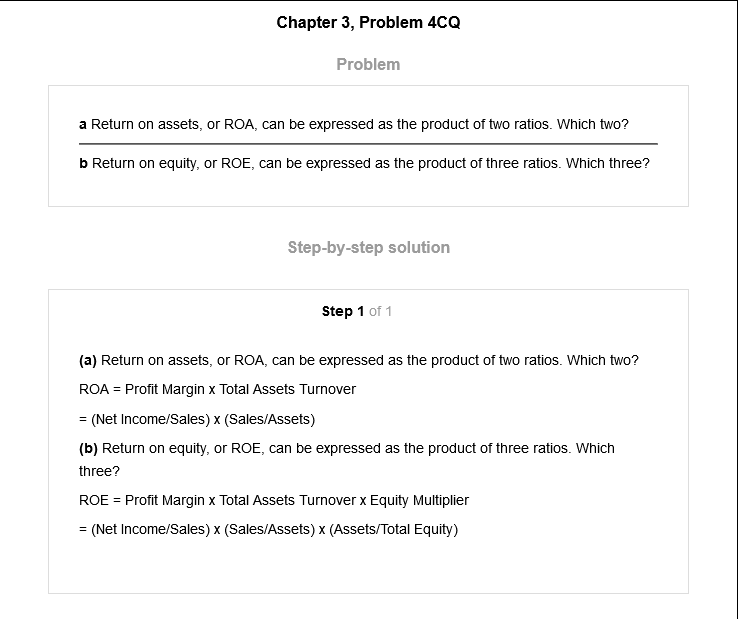 Chapter 3, Problem 4CQ
Problem
a Return on assets, or ROA, can be expressed as the product of two ratios. Which two?
b Return on equity, or ROE, can be expressed as the product of three ratios. Which three?
Step-by-step solution
Step 1 of 1
(a) Return on assets, or ROA, can be expressed as the product of two ratios. Which two?
ROA = Profit Margin x Total Assets Turnover
= (Net Income/Sales) x (Sales/Assets)
(b) Return on equity, or ROE, can be expressed as the product of three ratios. Which
three?
ROE = Profit Margin x Total Assets Turnover x Equity Multiplier
= (Net Income/Sales) x (Sales/Assets) x (Assets/Total Equity)